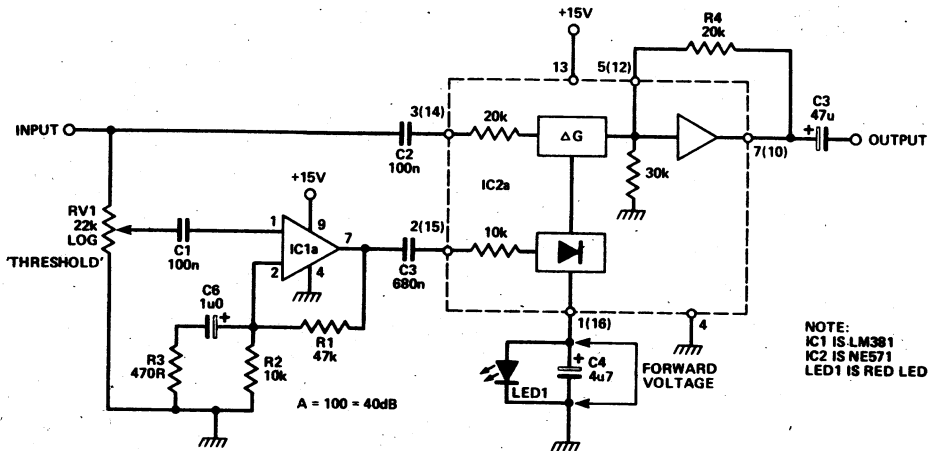 +15V
R4
20k
13
5(12)
INPUT
3(14)
20k
ΔG
C3
47u
+
OUTPUT
7(10)
C2
100n
+15V
IC2a
30k
RV1
22k
LOG
'THRESHOLD'
C1
100n
1
9
IC1a
7
2
4
C3
680n
2(15)
10k
C6
1u0
+
R1
47k
R3
470R
R2
10k
A = 100 = 40dB
1(16)
4
+
C4
4u7
LED1
FORWARD
VOLTAGE
NOTE:
IC1 IS LM381
IC2 IS NE571
LED1 IS RED LED